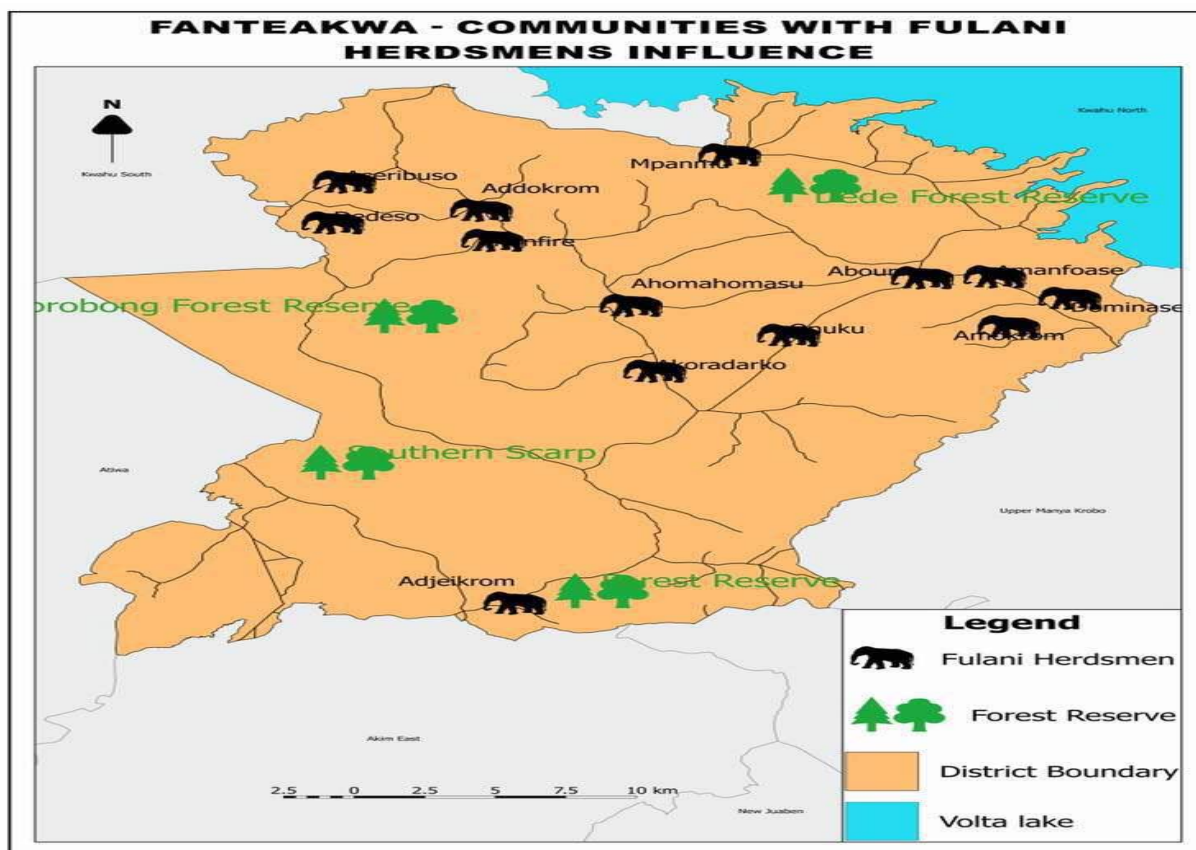 FANTEAKWA - COMMUNITIES WITH FULANI
HERDSMENS INFLUENCE
N
Kwahu North
Kwahu South
Mpanmu
Addokrom
Forest Reserve
Ahomahomasu
Amanfoase
Forest Reserve
Dominase
Amokrom
Akoradarko
Southern Scarp
Atiwa
Upper Manya Krobo
Adjeikrom
Forest Reserve
Legend
Fulani Herdsmen
Forest Reserve
District Boundary
Volta lake
Akim East
2.5 0 2.5 5 7.5 10 km
New Juaben